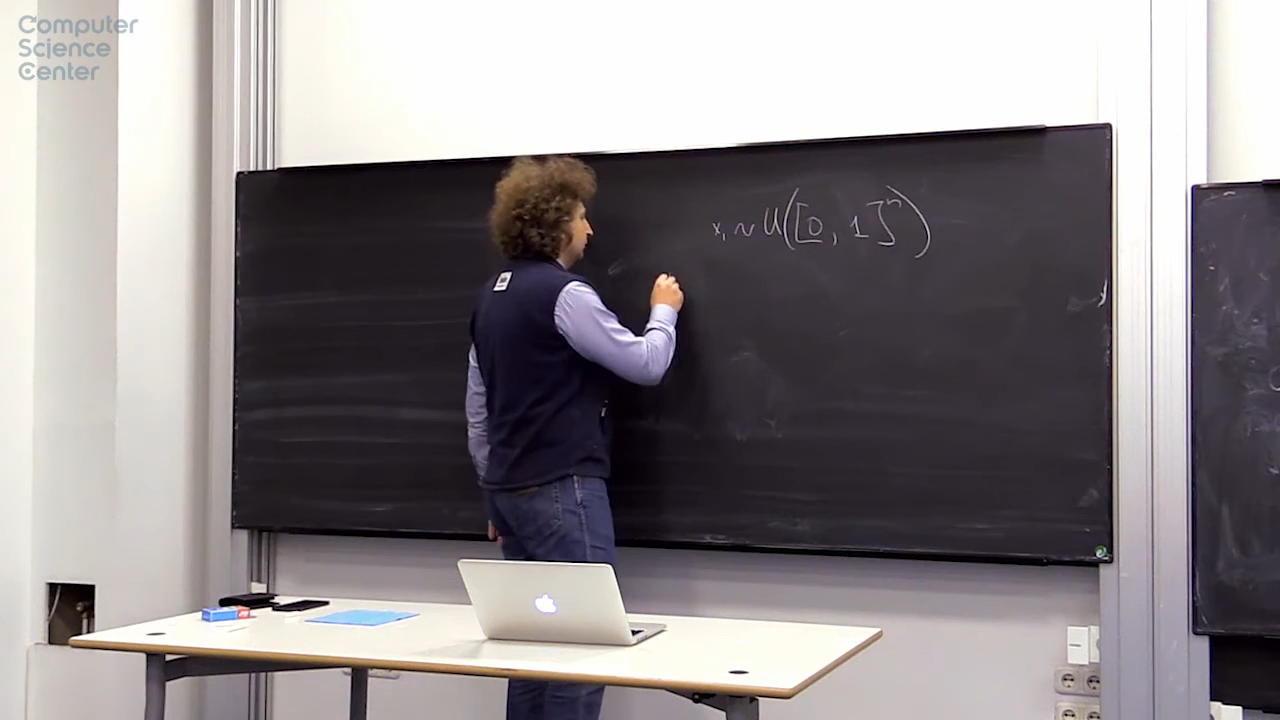 Computer
Science
Center
x₁ ~ U([0, 1]ⁿ)